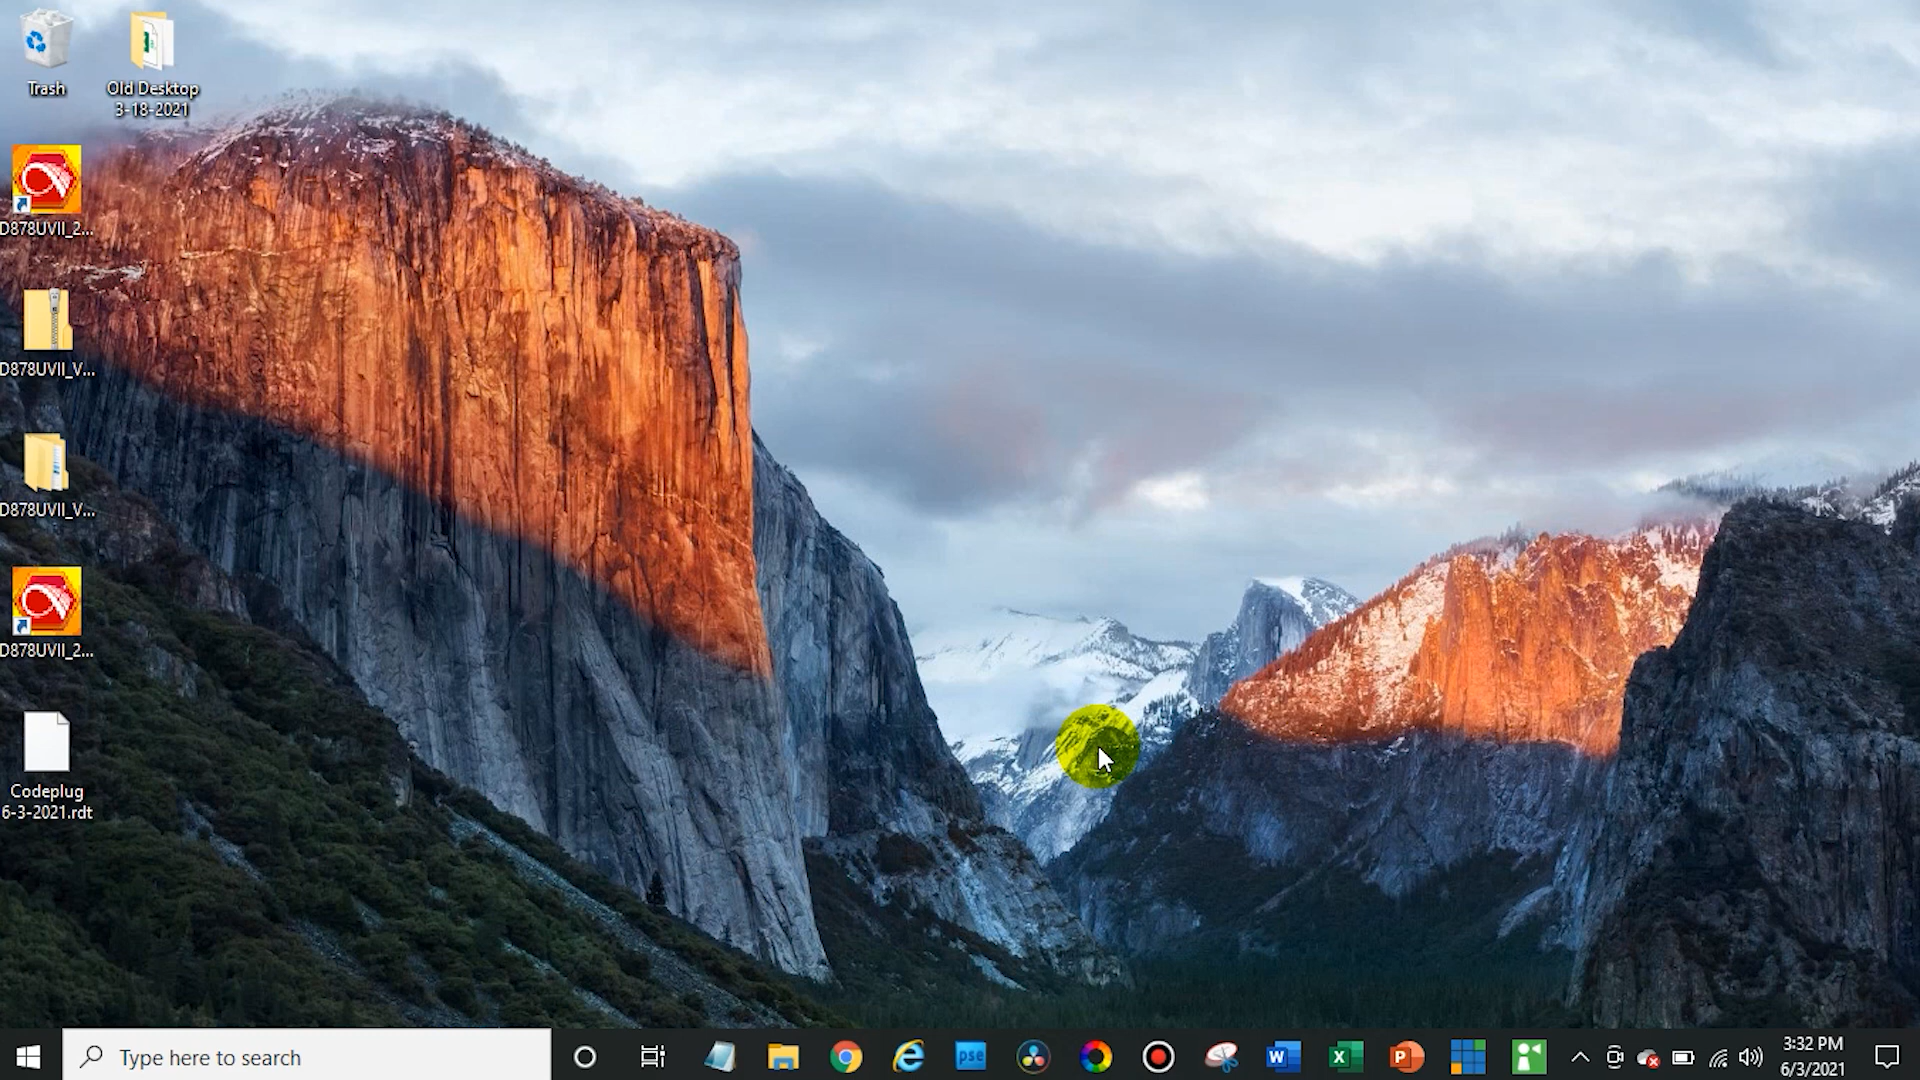 Trash
Old Desktop
3-18-2021
D878UVII_2...
D878UVII_V...
D878UVII_V...
D878UVII_2...
Codeplug
6-3-2021.rdt
Type here to search
pse
W
X
P
3:32 PM
6/3/2021